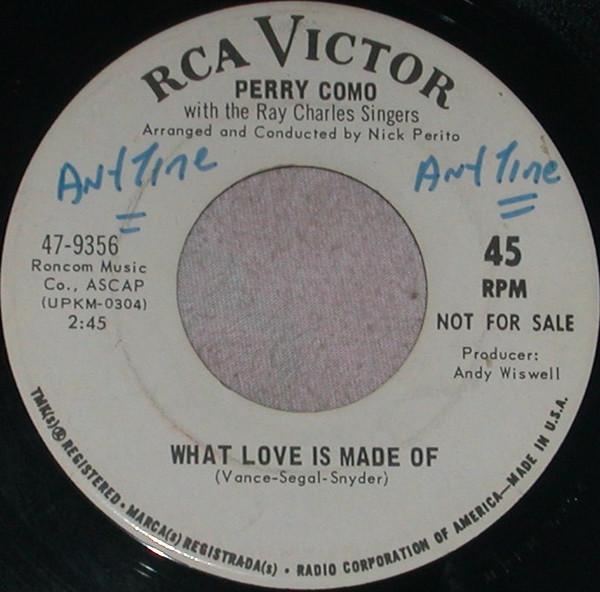 RCA VICTOR
PERRY COMO
with the Ray Charles Singers
Arranged and Conducted by Nick Perito
AnyTime
AnyTime
47-9356
Roncom Music
Co., ASCAP
(UPKM-0304)
2:45
45
RPM
NOT FOR SALE
Producer:
Andy Wiswell
WHAT LOVE IS MADE OF
(Vance-Segal-Snyder)
TMK(s)®REGISTERED • MARCA(s) REGISTRADA(s) • RADIO CORPORATION OF AMERICA—MADE IN U.S.A.